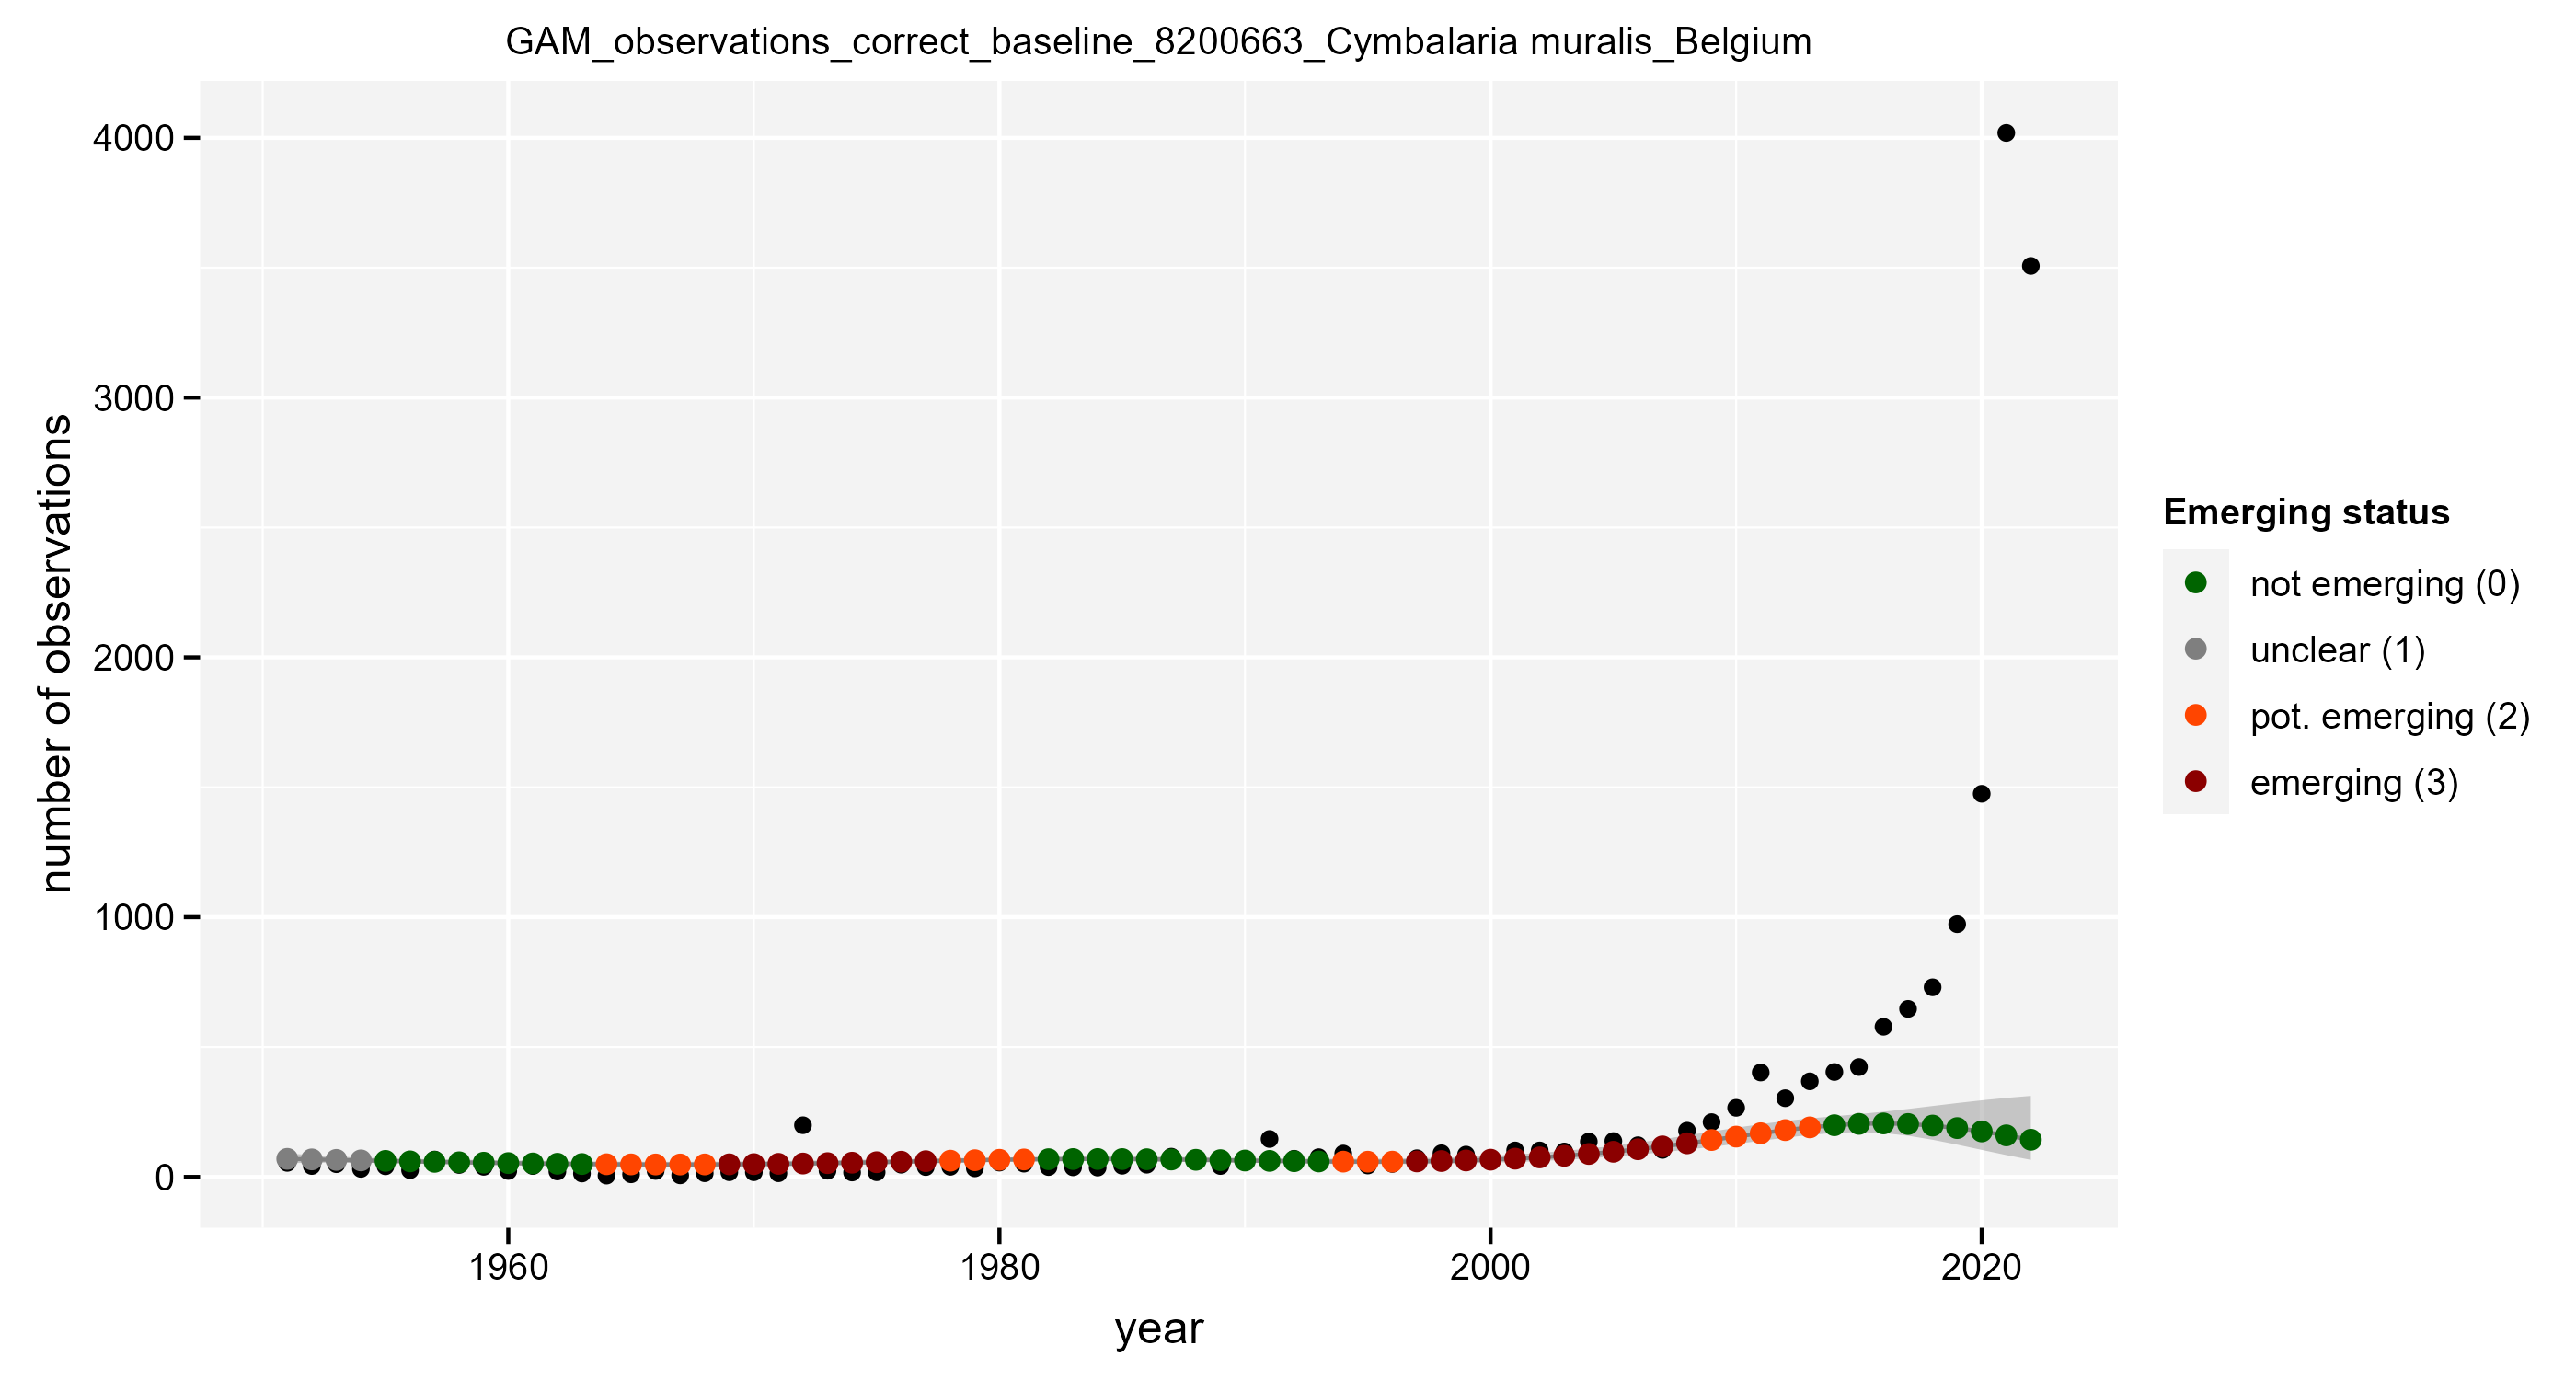 GAM_observations_correct_baseline_8200663_Cymbalaria muralis_Belgium
number of observations
4000
3000
2000
1000
0
1960
1980
2000
2020
year
Emerging status
not emerging (0)
unclear (1)
pot. emerging (2)
emerging (3)